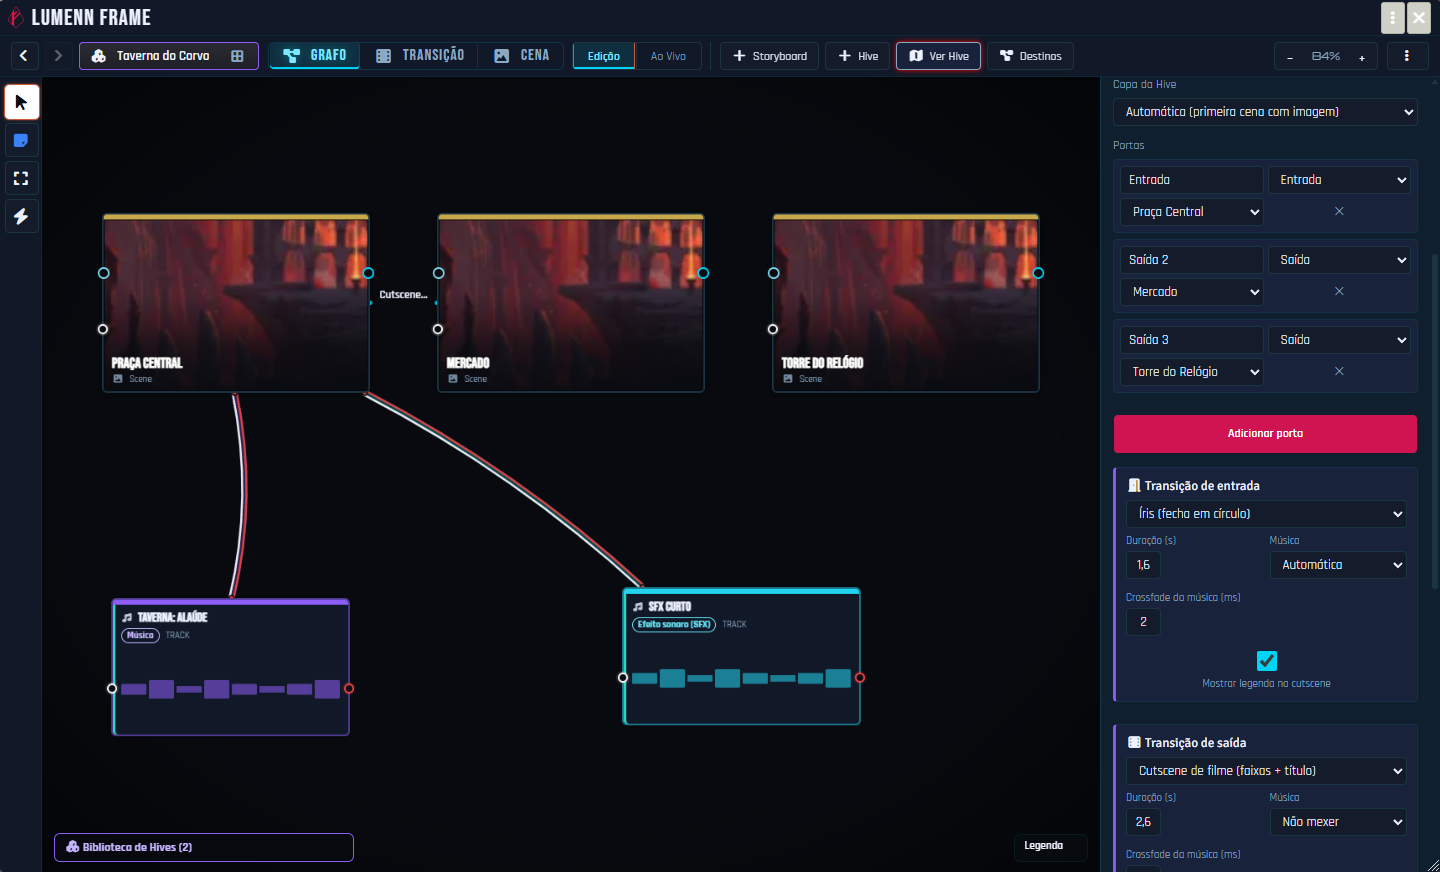 LUMENN FRAME
Taverna do Corvo
GRAFO
TRANSIÇÃO
CENA
Edição
Ao Vivo
Storyboard
Hive
Ver Hive
Destinos
− 84% +
Capa da Hive
Automática (primeira cena com imagem)
Portas
Entrada Entrada
Praça Central ×
Saída 2 Saída
Mercado ×
Saída 3 Saída
Torre do Relógio ×
Adicionar porta
Transição de entrada
Íris (fecha em círculo)
Duração (s) Música
1,6 Automática
Crossfade da música (ms)
2
Mostrar legenda na cutscene
Transição de saída
Cutscene de filme (faixas + título)
Duração (s) Música
2,6 Não mexer
Crossfade da música (ms)
Cutscene...
PRAÇA CENTRAL
Scene
MERCADO
Scene
TORRE DO RELÓGIO
Scene
TAVERNA: ALAÚDE
Música TRACK
SFX CURTO
Efeito sonoro (SFX) TRACK
Biblioteca de Hives (2)
Legenda